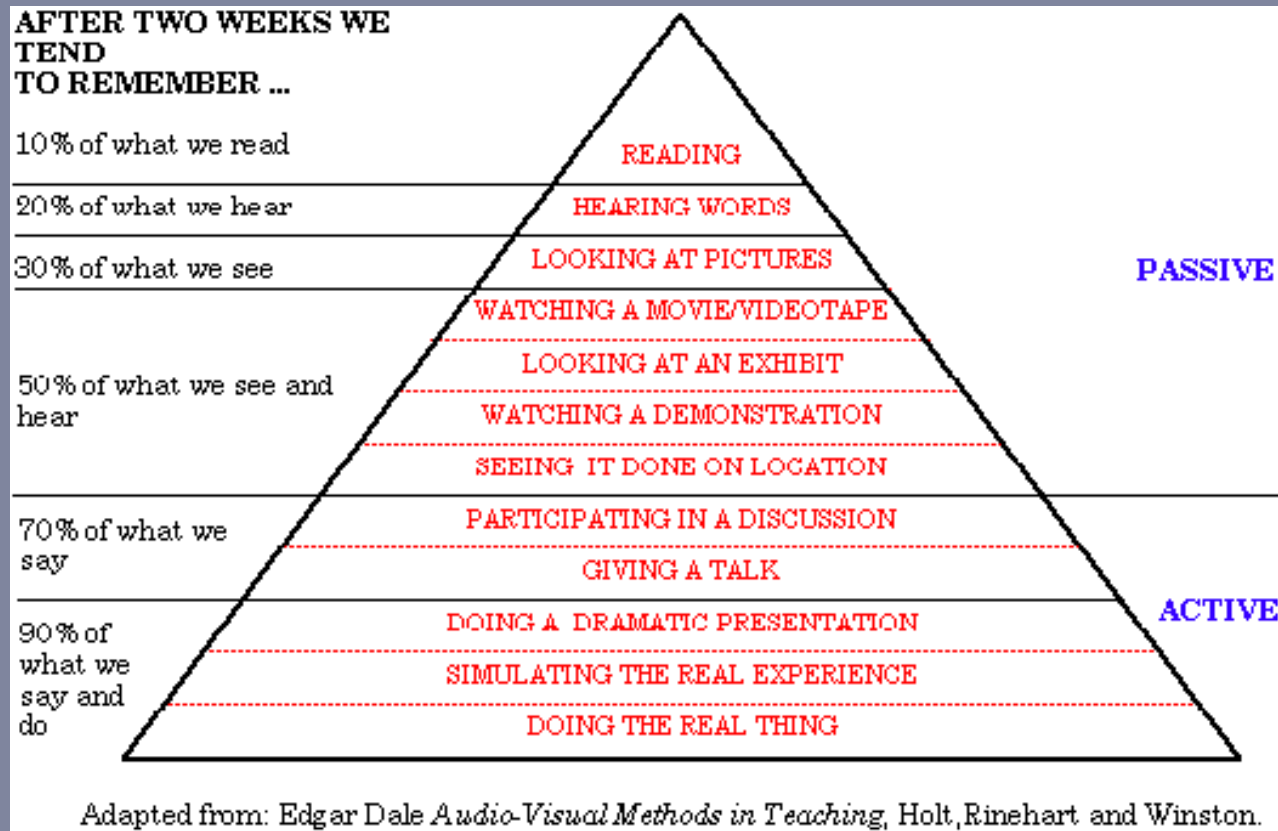 AFTER TWO WEEKS WE
TEND
TO REMEMBER ...
10% of what we read
READING
20% of what we hear
HEARING WORDS
30% of what we see
LOOKING AT PICTURES
PASSIVE
50% of what we see and
hear
WATCHING A MOVIE/VIDEOTAPE
LOOKING AT AN EXHIBIT
WATCHING A DEMONSTRATION
SEEING IT DONE ON LOCATION
70% of what we
say
PARTICIPATING IN A DISCUSSION
GIVING A TALK
ACTIVE
90% of
what we
say and
do
DOING A DRAMATIC PRESENTATION
SIMULATING THE REAL EXPERIENCE
DOING THE REAL THING
Adapted from: Edgar Dale Audio-Visual Methods in Teaching, Holt,Rinehart and Winston.